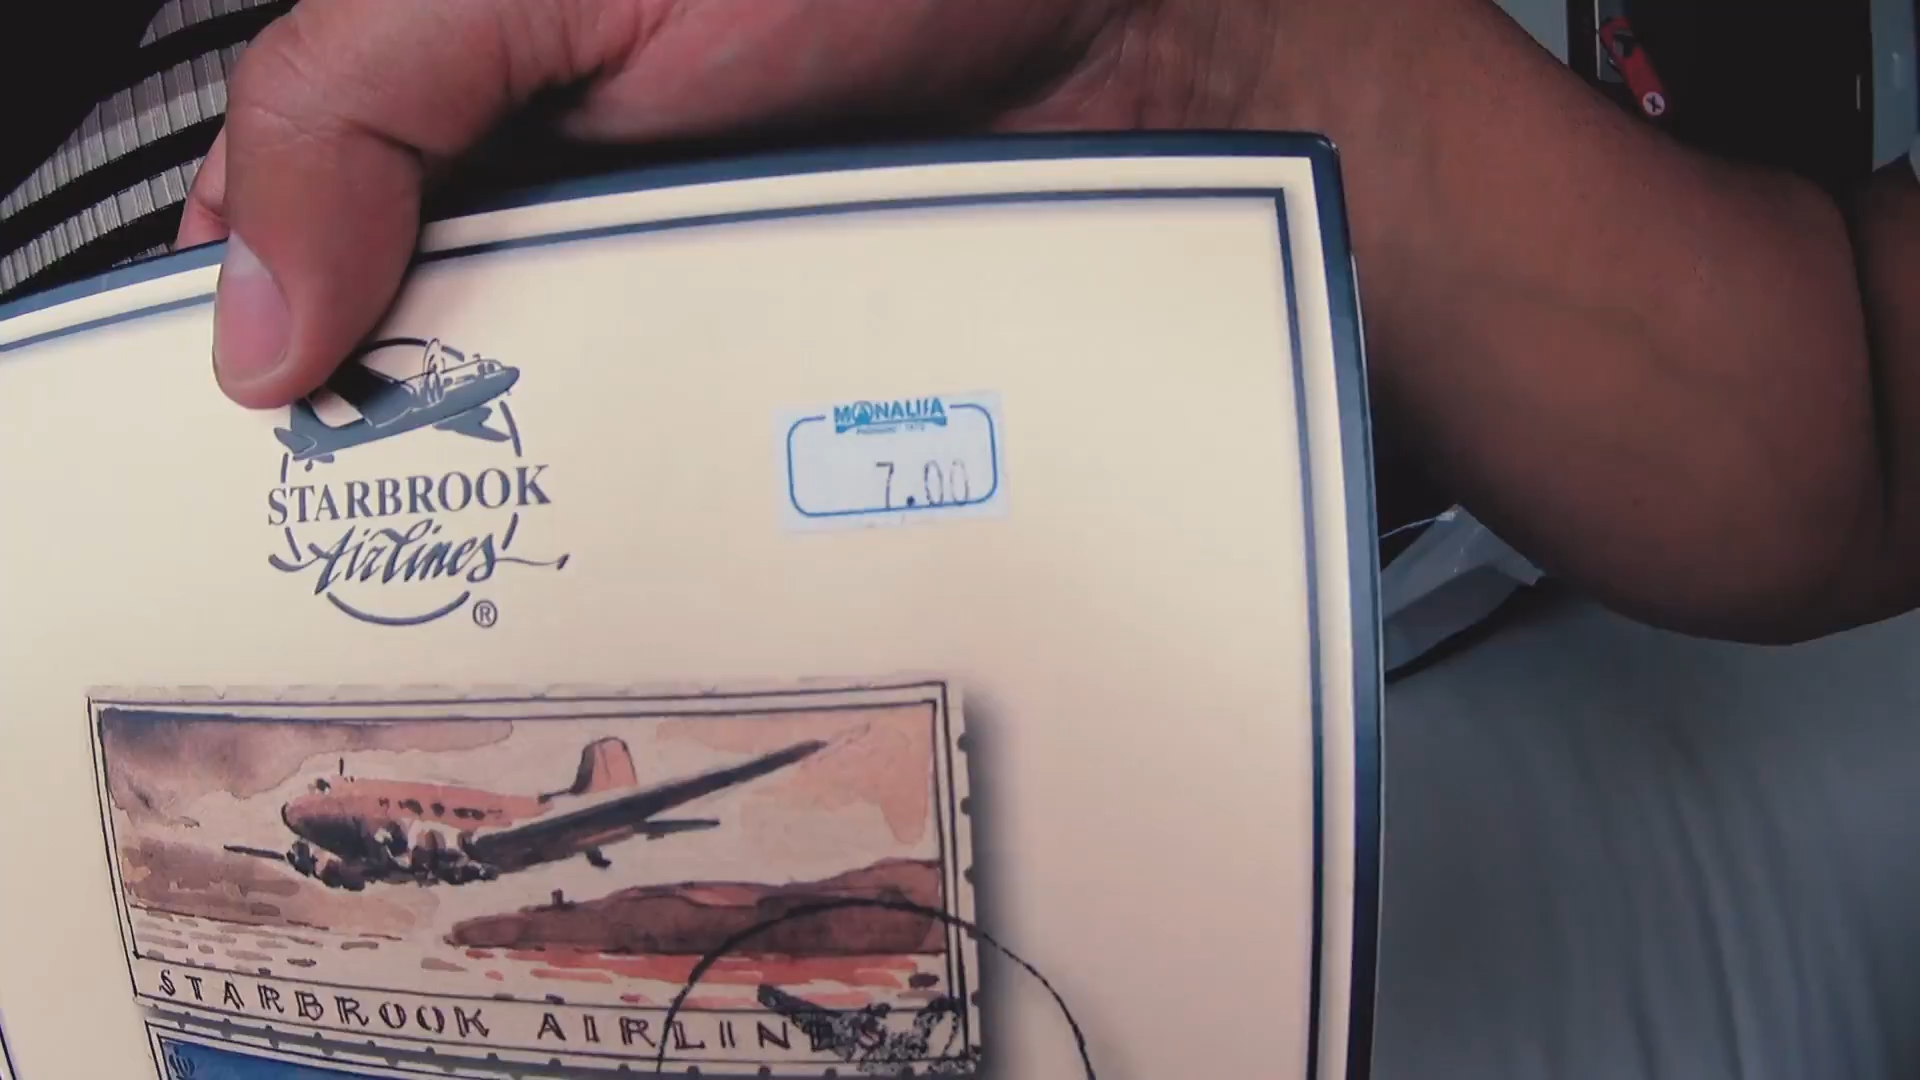 STARBROOK
Airlines
®
MONALISA
7.00
STARBROOK AIRLINES